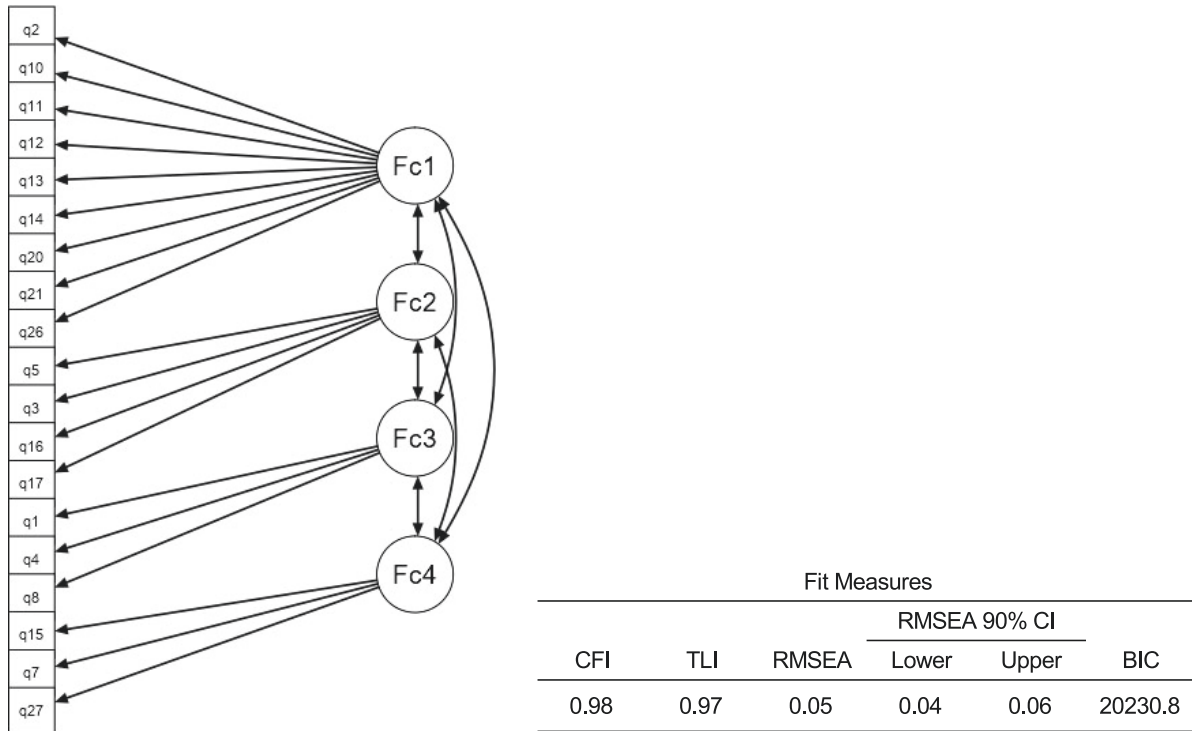 q2
q10
q11
q12
q13
q14
q20
q21
q26
q5
q3
q16
q17
q1
q4
q8
q15
q7
q27
Fc1
Fc2
Fc3
Fc4
Fit Measures
RMSEA 90% CI
CFI TLI RMSEA Lower Upper BIC
0.98 0.97 0.05 0.04 0.06 20230.8